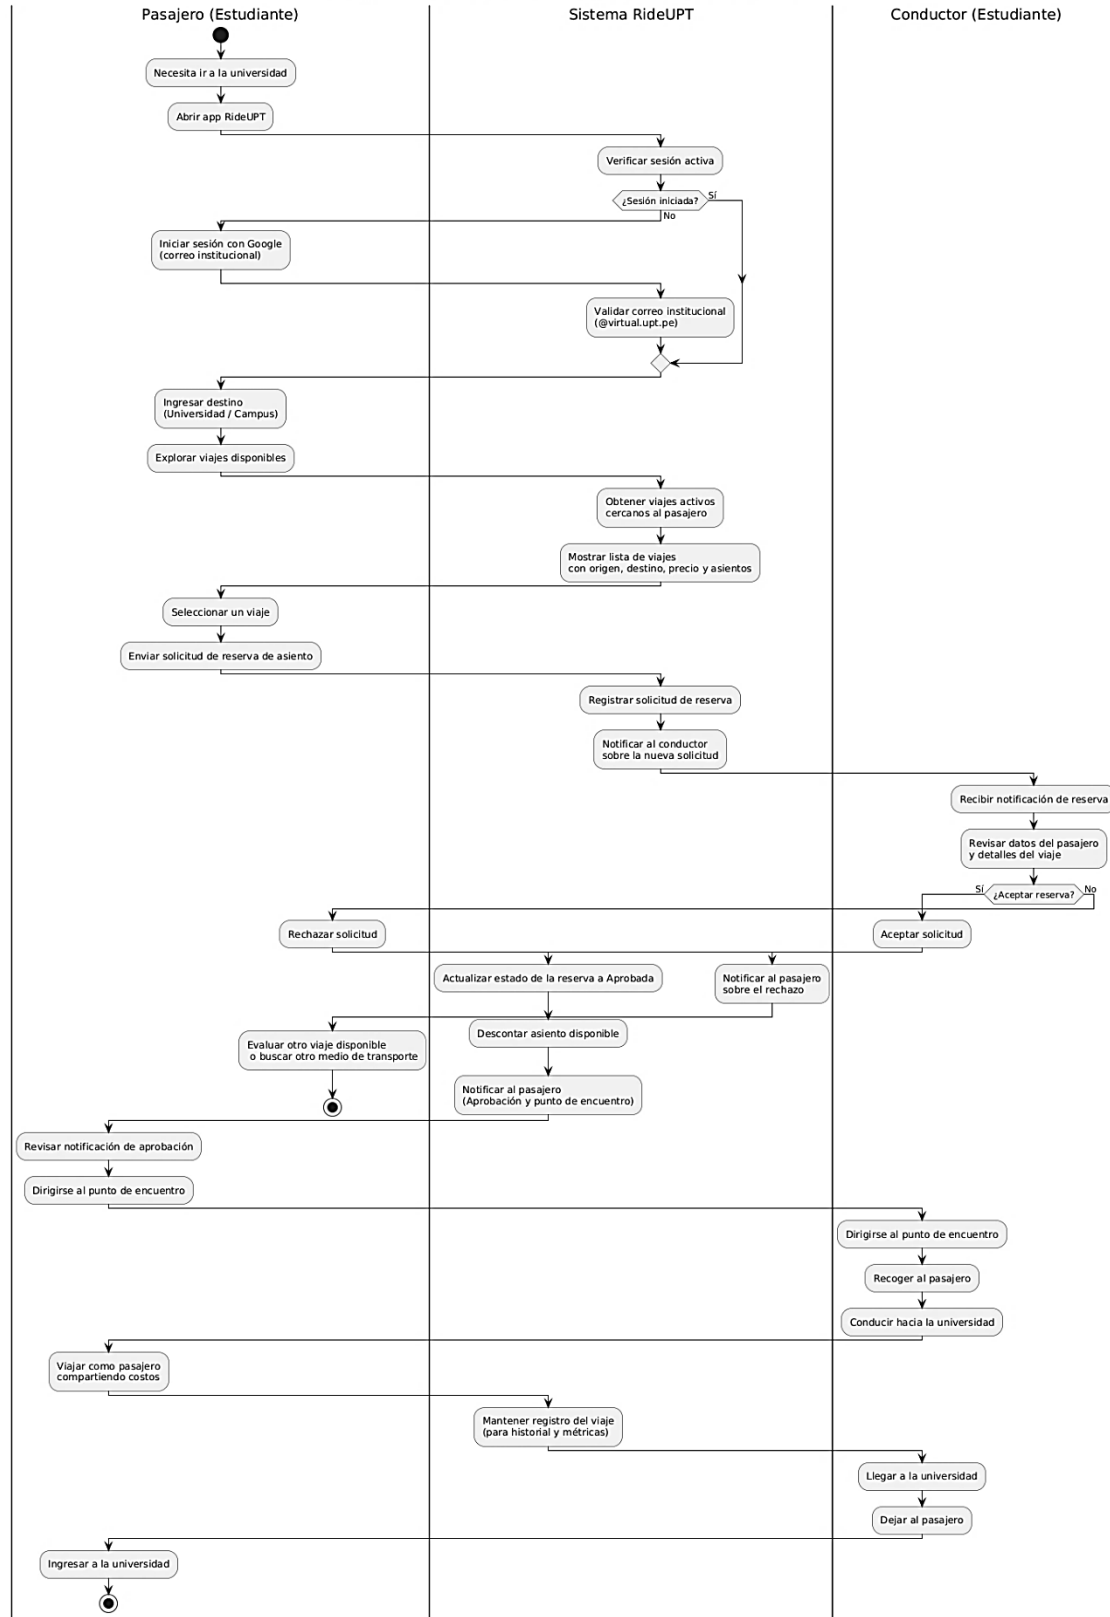 Pasajero (Estudiante)
Sistema RideUPT
Conductor (Estudiante)
Necesita ir a la universidad
Abrir app RideUPT
Verificar sesión activa
¿Sesión iniciada?
Sí
No
Iniciar sesión con Google
(correo institucional)
Validar correo institucional
(@virtual.upt.pe)
Ingresar destino
(Universidad / Campus)
Explorar viajes disponibles
Obtener viajes activos
cercanos al pasajero
Mostrar lista de viajes
con origen, destino, precio y asientos
Seleccionar un viaje
Enviar solicitud de reserva de asiento
Registrar solicitud de reserva
Notificar al conductor
sobre la nueva solicitud
Recibir notificación de reserva
Revisar datos del pasajero
y detalles del viaje
Sí
¿Aceptar reserva?
No
Rechazar solicitud
Aceptar solicitud
Actualizar estado de la reserva a Aprobada
Notificar al pasajero
sobre el rechazo
Evaluar otro viaje disponible
o buscar otro medio de transporte
Descontar asiento disponible
Notificar al pasajero
(Aprobación y punto de encuentro)
Revisar notificación de aprobación
Dirigirse al punto de encuentro
Dirigirse al punto de encuentro
Recoger al pasajero
Conducir hacia la universidad
Viajar como pasajero
compartiendo costos
Mantener registro del viaje
(para historial y métricas)
Llegar a la universidad
Dejar al pasajero
Ingresar a la universidad